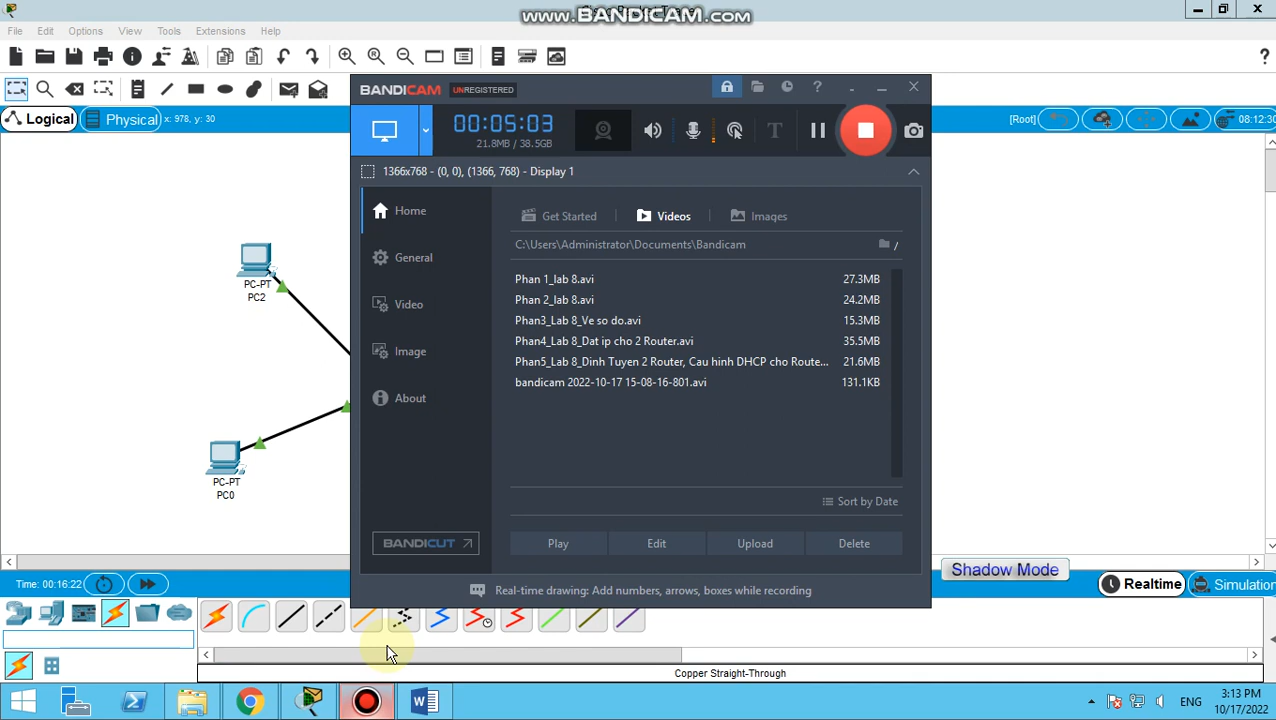 www.BANDICAM.com
File Edit Options View Tools Extensions Help
Logical Physical x: 978, y: 30 [Root] 08:12:30
BANDICAM UNREGISTERED
00:05:03
21.8MB / 38.5GB
1366x768 - (0, 0), (1366, 768) - Display 1
Home
General
Video
Image
About
BANDICUT
Get Started Videos Images
C:\Users\Administrator\Documents\Bandicam
Phan 1_lab 8.avi 27.3MB
Phan 2_lab 8.avi 24.2MB
Phan3_Lab 8_Ve so do.avi 15.3MB
Phan4_Lab 8_Dat ip cho 2 Router.avi 35.5MB
Phan5_Lab 8_Dinh Tuyen 2 Router, Cau hinh DHCP cho Route... 21.6MB
bandicam 2022-10-17 15-08-16-801.avi 131.1KB
Sort by Date
Play Edit Upload Delete
Real-time drawing: Add numbers, arrows, boxes while recording
PC-PT
PC2
PC-PT
PC0
Shadow Mode
Time: 00:16:22 Realtime Simulation
Copper Straight-Through
ENG
3:13 PM
10/17/2022